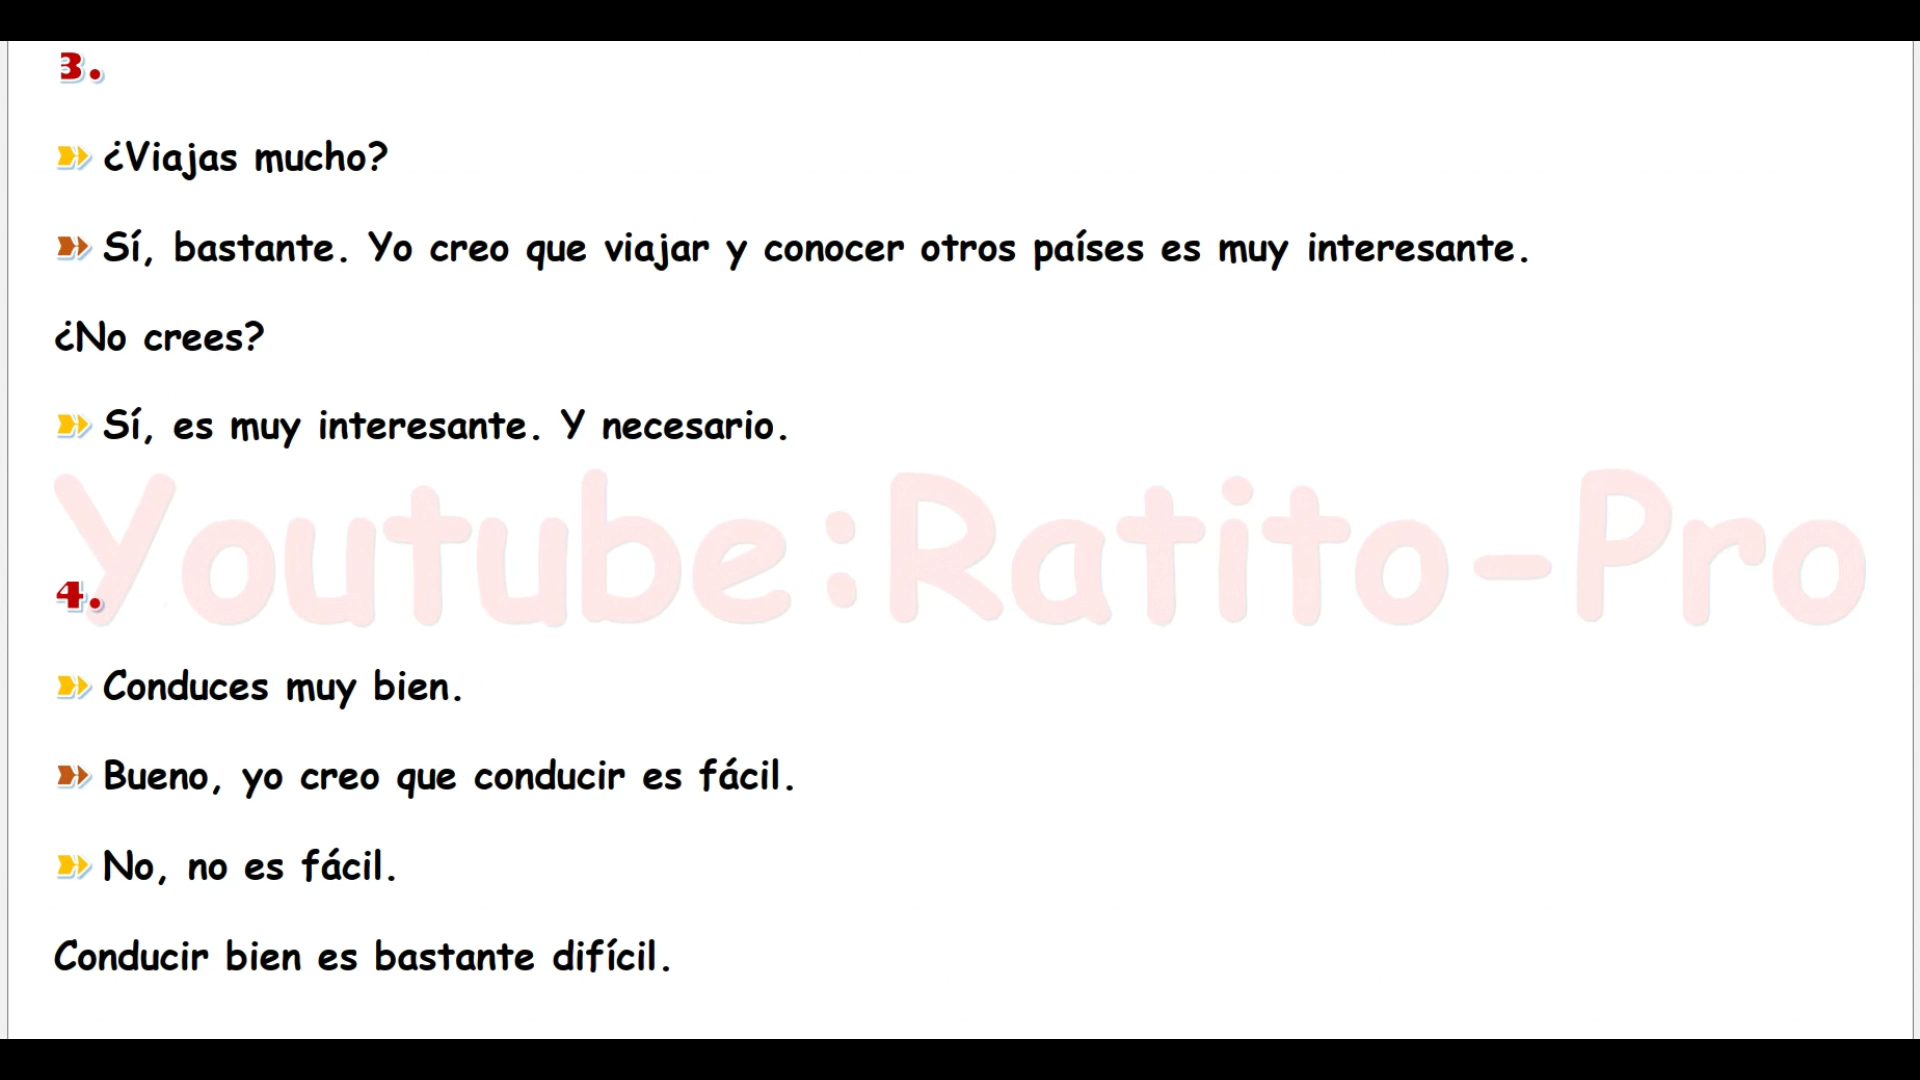 3.
¿Viajas mucho?
Sí, bastante. Yo creo que viajar y conocer otros países es muy interesante.
¿No crees?
Sí, es muy interesante. Y necesario.
Youtube:Ratito-Pro
4.
Conduces muy bien.
Bueno, yo creo que conducir es fácil.
No, no es fácil.
Conducir bien es bastante difícil.